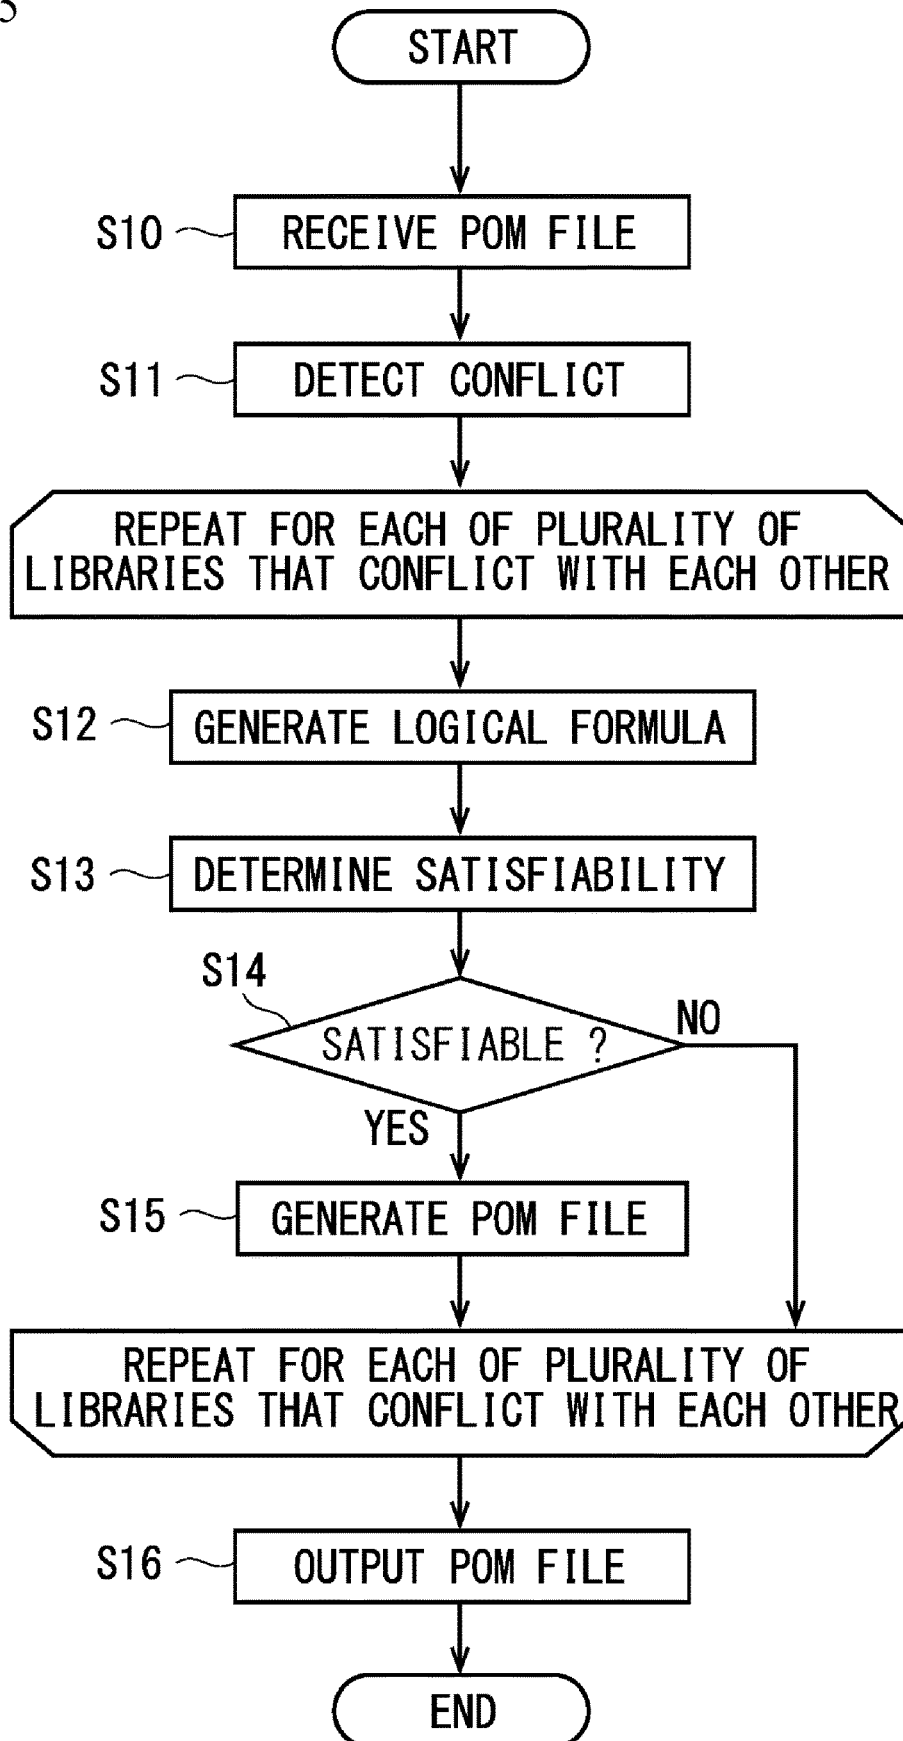 START
S10
RECEIVE POM FILE
S11
DETECT CONFLICT
REPEAT FOR EACH OF PLURALITY OF
LIBRARIES THAT CONFLICT WITH EACH OTHER
S12
GENERATE LOGICAL FORMULA
S13
DETERMINE SATISFIABILITY
S14
SATISFIABLE ?
NO
YES
S15
GENERATE POM FILE
REPEAT FOR EACH OF PLURALITY OF
LIBRARIES THAT CONFLICT WITH EACH OTHER
S16
OUTPUT POM FILE
END